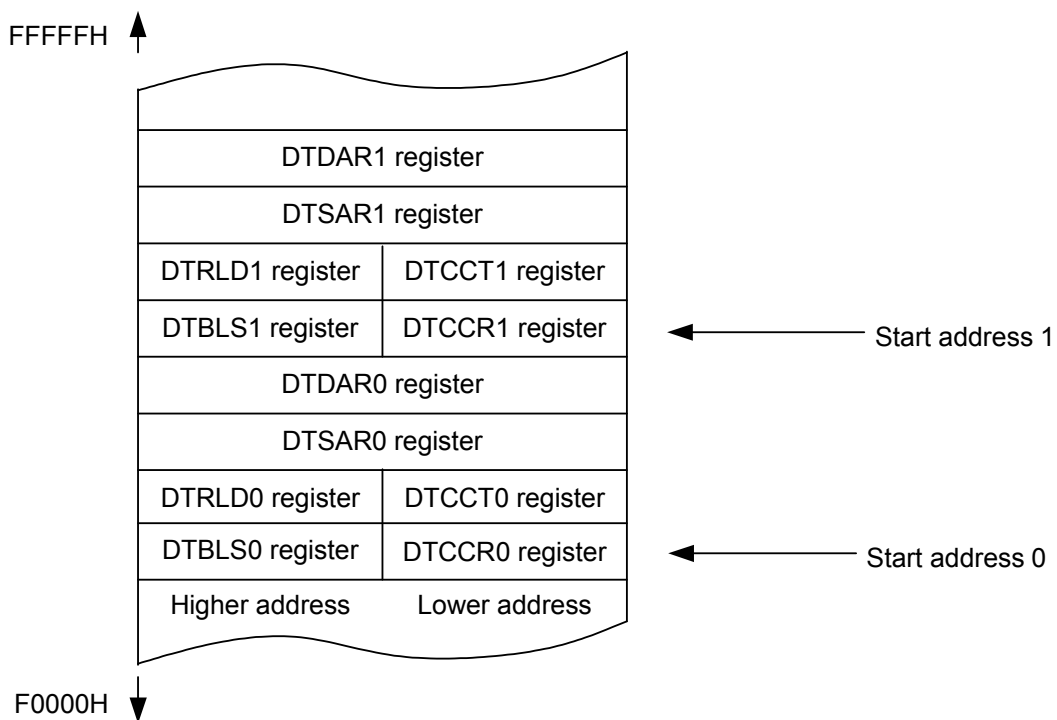 FFFFFH
DTDAR1 register
DTSAR1 register
DTRLD1 register DTCCT1 register
DTBLS1 register DTCCR1 register Start address 1
DTDAR0 register
DTSAR0 register
DTRLD0 register DTCCT0 register
DTBLS0 register DTCCR0 register Start address 0
Higher address Lower address
F0000H